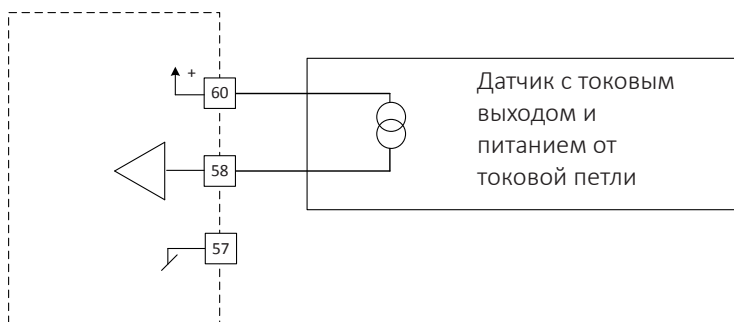 +
60
Датчик с токовым
выходом и
питанием от
токовой петли
58
57